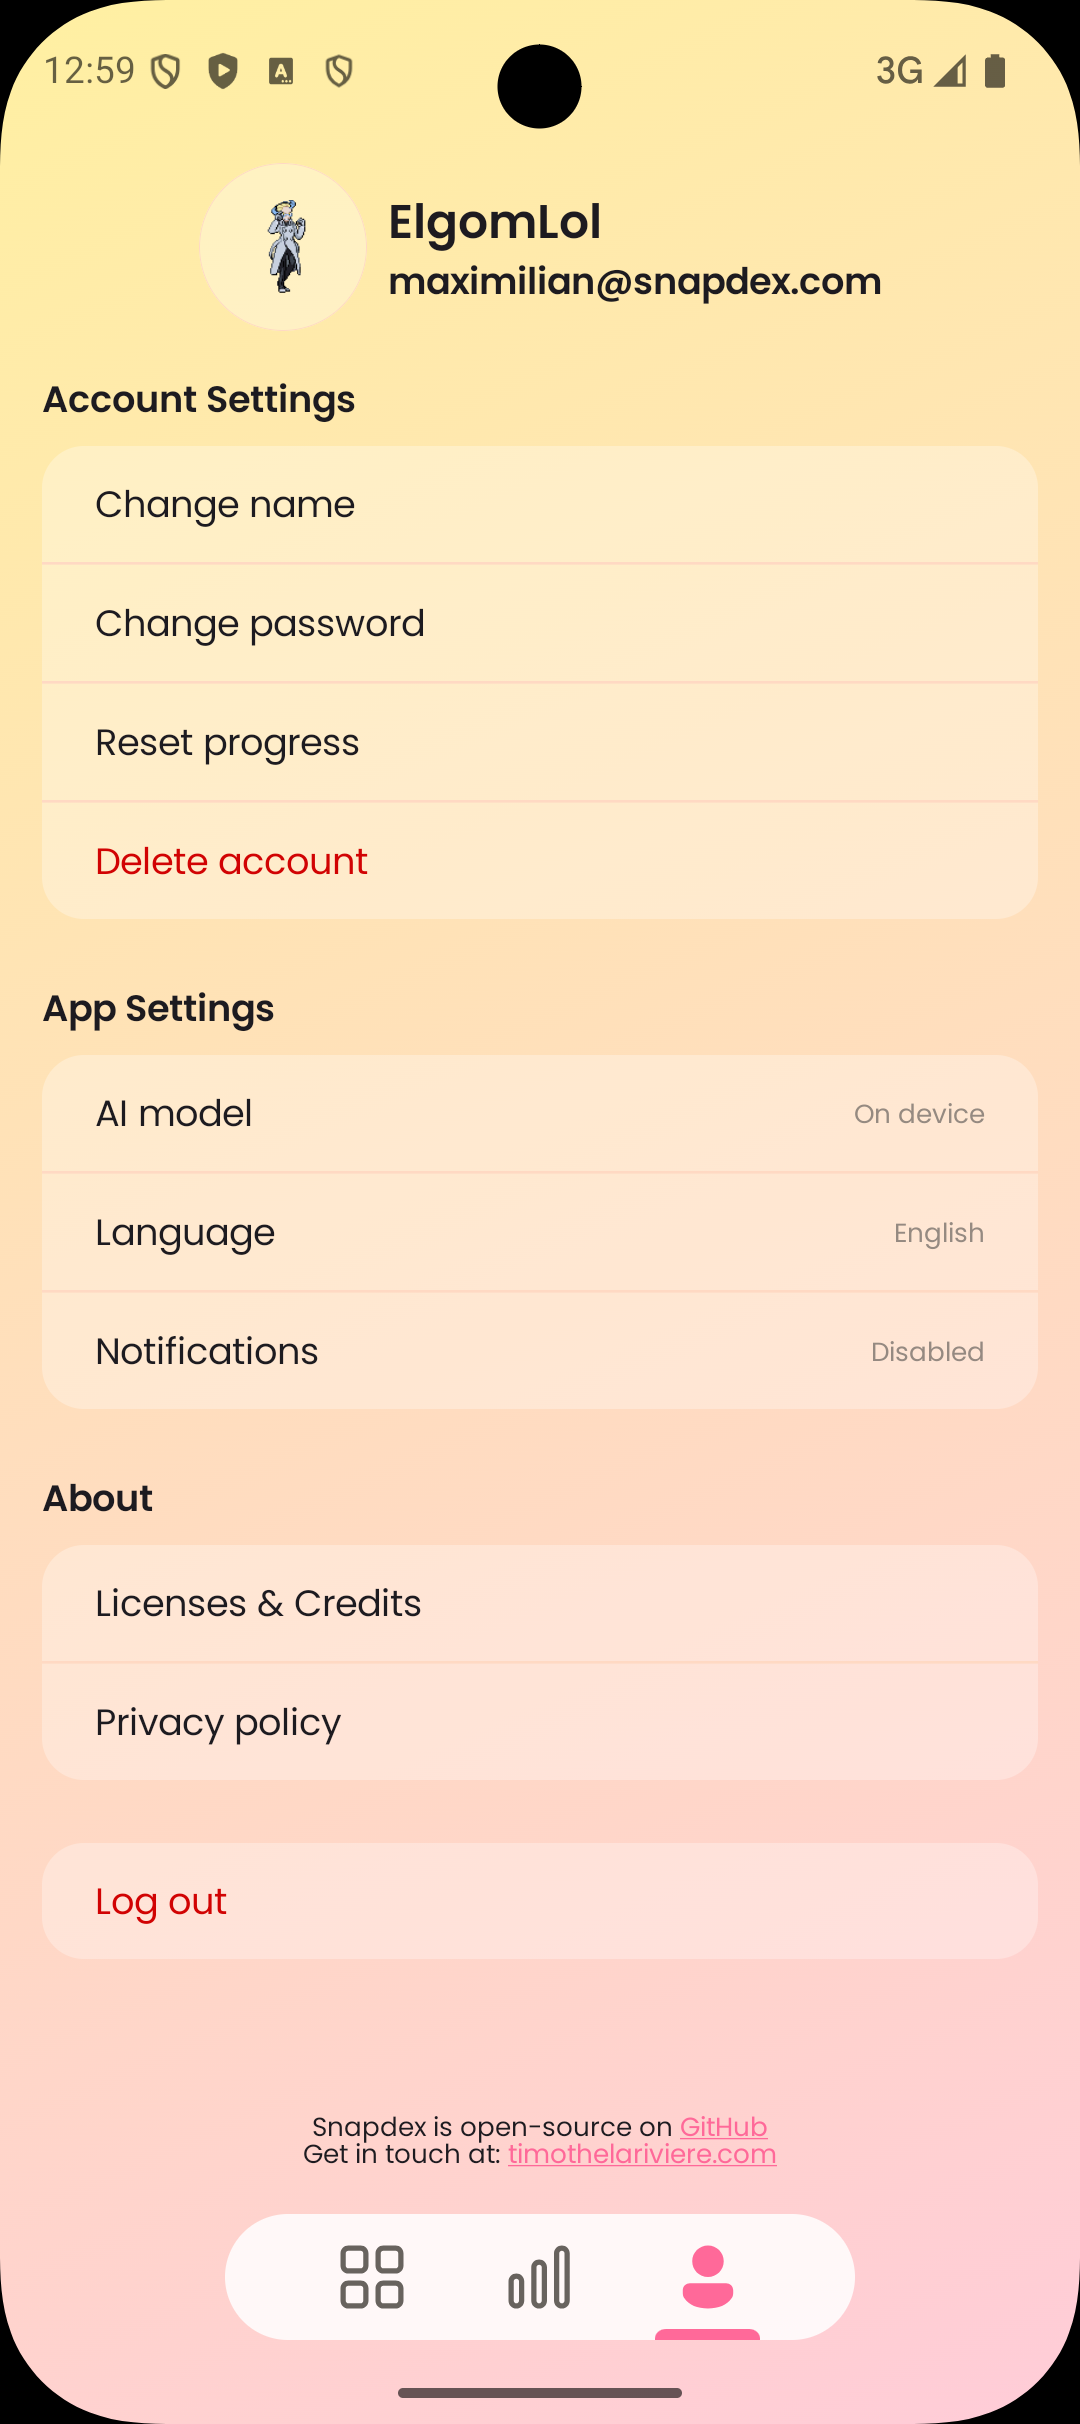 12:59
3G
ElgomLol
maximilian@snapdex.com
Account Settings
Change name
Change password
Reset progress
Delete account
App Settings
AI model
On device
Language
English
Notifications
Disabled
About
Licenses & Credits
Privacy policy
Log out
Snapdex is open-source on GitHub
Get in touch at: timothelariviere.com